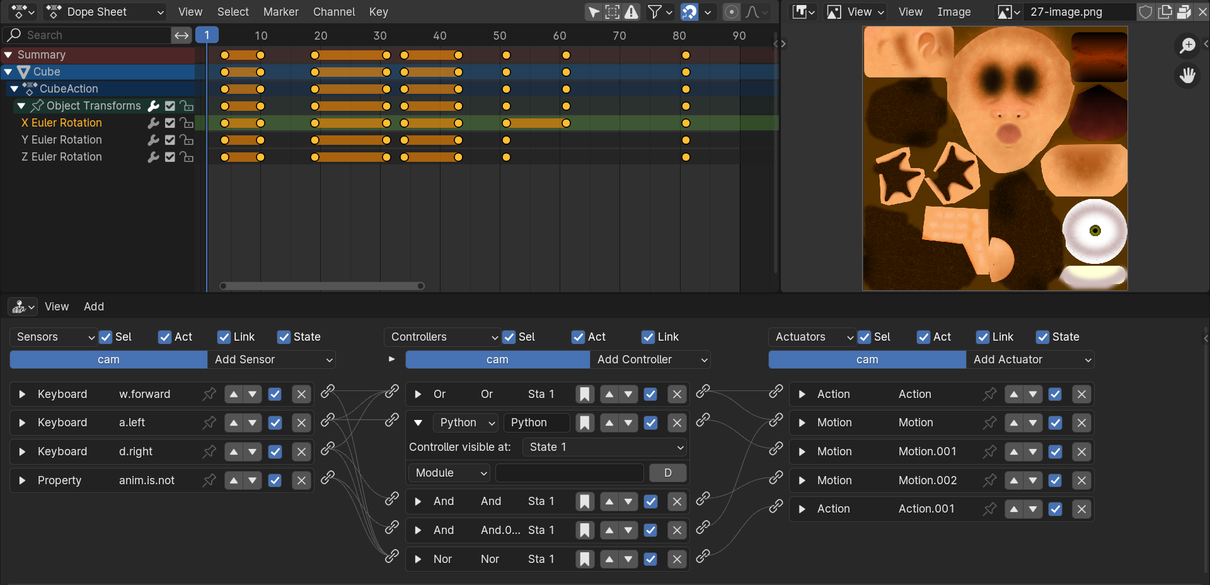 Dope Sheet View Select Marker Channel Key
View View Image 27-image.png
Search
1 10 20 30 40 50 60 70 80 90
Summary
Cube
CubeAction
Object Transforms
X Euler Rotation
Y Euler Rotation
Z Euler Rotation
View Add
Sensors Sel Act Link State
Controllers Sel Act Link
Actuators Sel Act Link State
cam Add Sensor
cam Add Controller
cam Add Actuator
Keyboard w.forward
Keyboard a.left
Keyboard d.right
Property anim.is.not
Or Or Sta 1
Python Python
Controller visible at: State 1
Module D
And And Sta 1
And And.0... Sta 1
Nor Nor Sta 1
Action Action
Motion Motion
Motion Motion.001
Motion Motion.002
Action Action.001